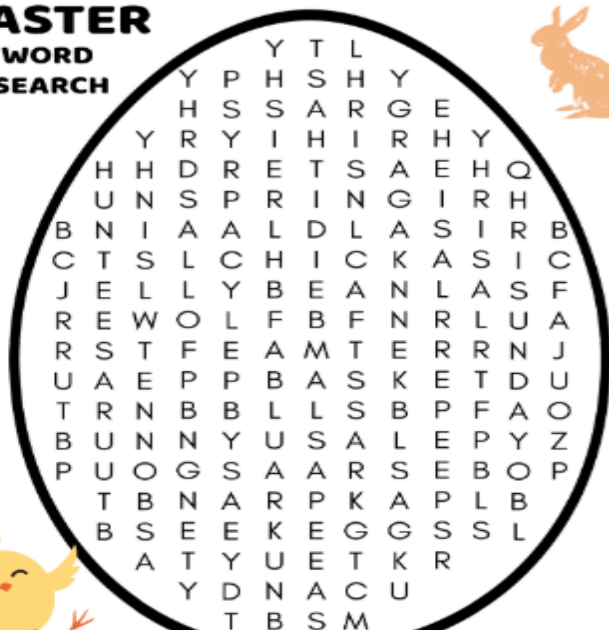 ASTER
WORD
SEARCH
Y T L
Y P H S H Y
H S S A R G E
Y R Y I H I R H Y
H H D R E T S A E H Q
U N S P R I N G I R H
B N I A A L D L A S I R B
C T S L C H I C K A S I C
J E L L Y B E A N L A S F
R E W O L F B F N R L U A
R S T F E A M T E R R N J
U A E P P B A S K E T D U
T R N B B L L S B P F A O
B U N N Y U S A L E P Y Z
P U O G S A A R S E B O P
T B N A R P K A P L B
B S E E K E G G S S L
A T Y U E T K R
Y D N A C U
T B S M